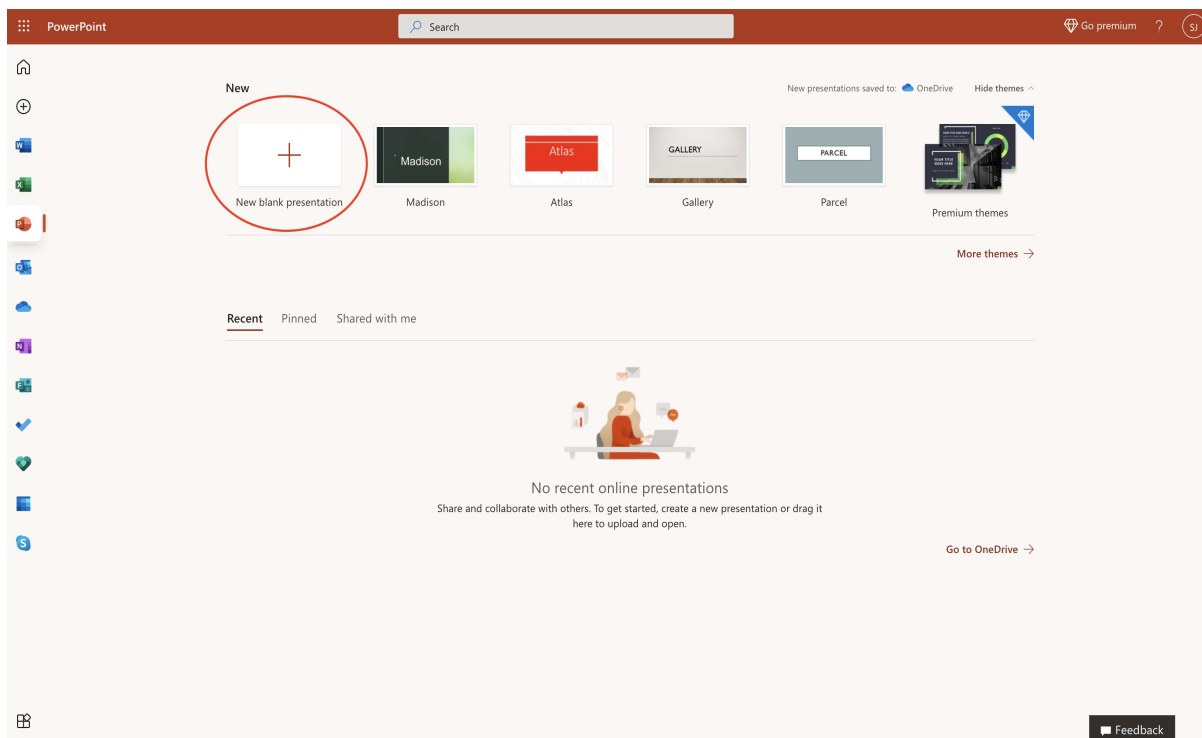 PowerPoint
Search
Go premium
?
SJ
New
New presentations saved to: OneDrive
Hide themes
Madison
Atlas
GALLERY
PARCEL
New blank presentation
Madison
Atlas
Gallery
Parcel
Premium themes
More themes
Recent
Pinned
Shared with me
No recent online presentations
Share and collaborate with others. To get started, create a new presentation or drag it
here to upload and open.
Go to OneDrive
Feedback